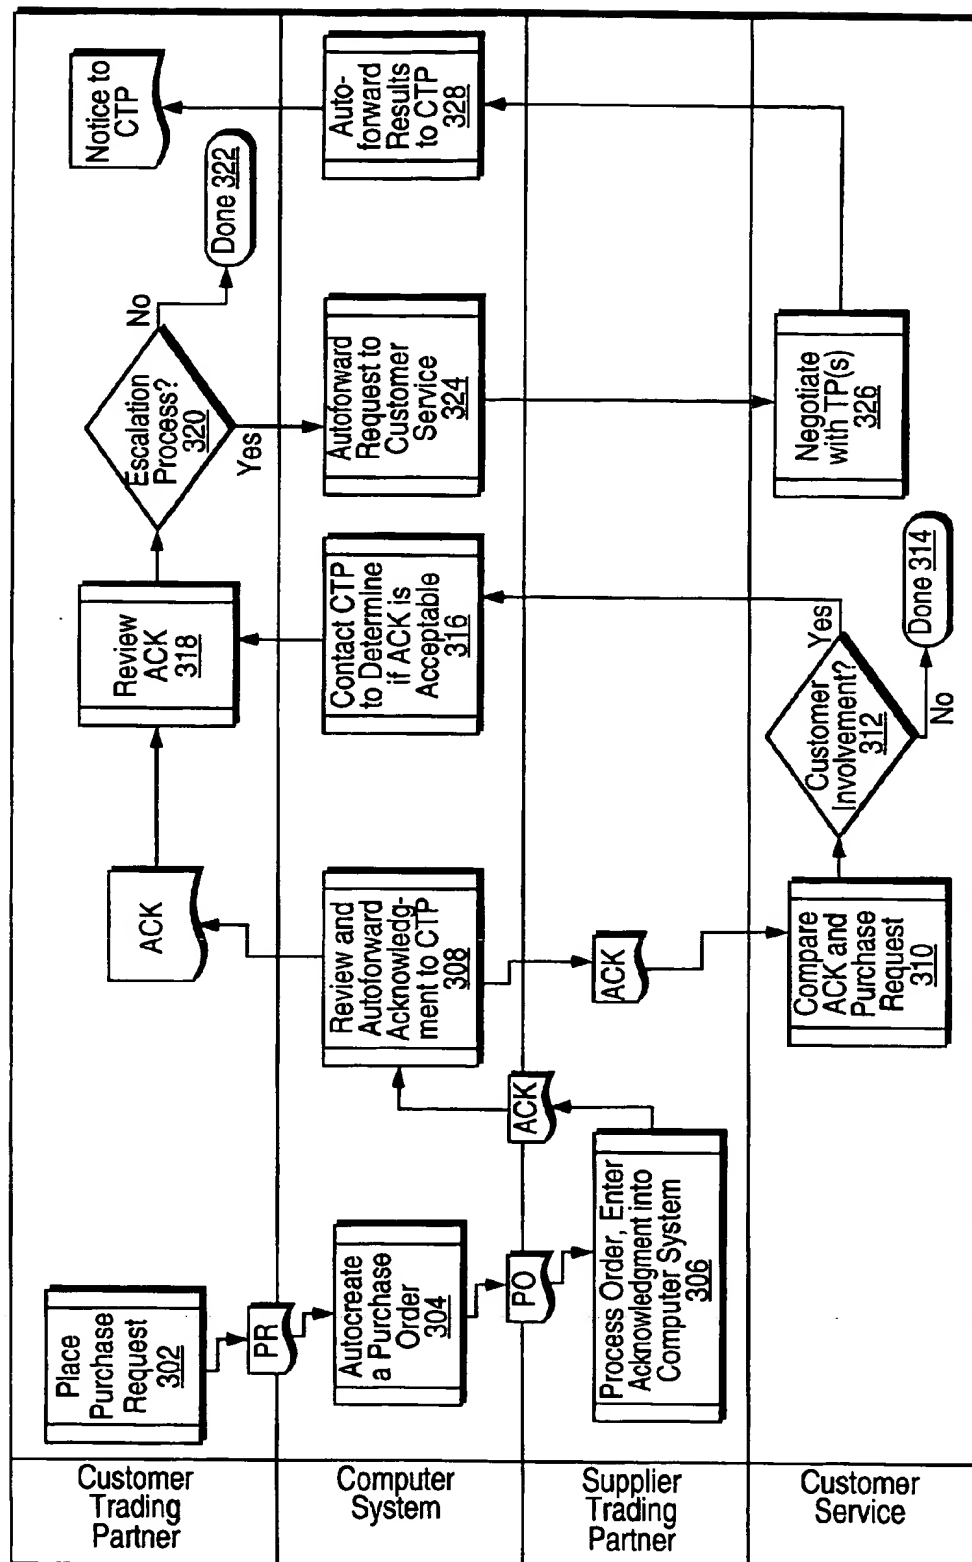 Customer
Trading
Partner
Place
Purchase
Request
302
PR
ACK
Review
ACK
318
Escalation
Process?
320
No
Yes
Done 322
Notice to
CTP
Computer
System
Autocreate
a Purchase
Order
304
PO
ACK
Review and
Autoforward
Acknowledg-
ment to CTP
308
Contact CTP
to Determine
if ACK is
Acceptable
316
Autoforward
Request to
Customer
Service
324
Auto-
forward
Results
to CTP
328
Supplier
Trading
Partner
Process Order, Enter
Acknowledgment into
Computer System
306
ACK
Customer
Service
Compare
ACK and
Purchase
Request
310
Customer
Involvement?
312
Yes
No
Done 314
Negotiate
with TP(s)
326